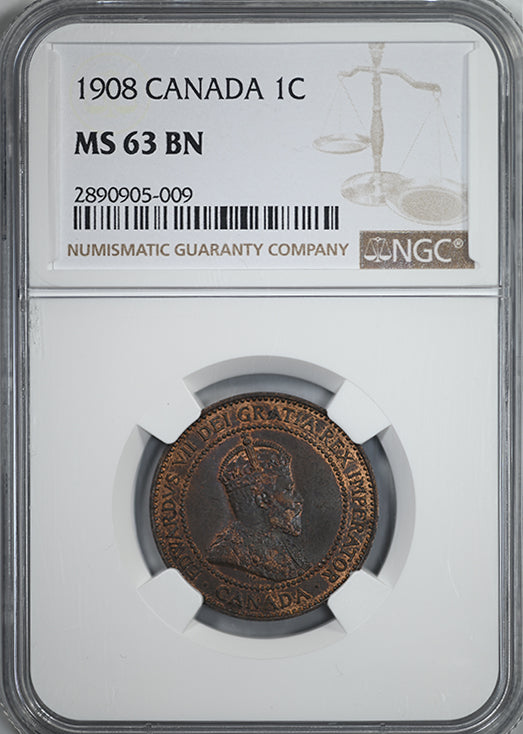 1908 CANADA 1C
MS 63 BN
2890905-009
NUMISMATIC GUARANTY COMPANY
NGC®
EDWARDVS VII DEI GRATIA REX IMPERATOR
CANADA